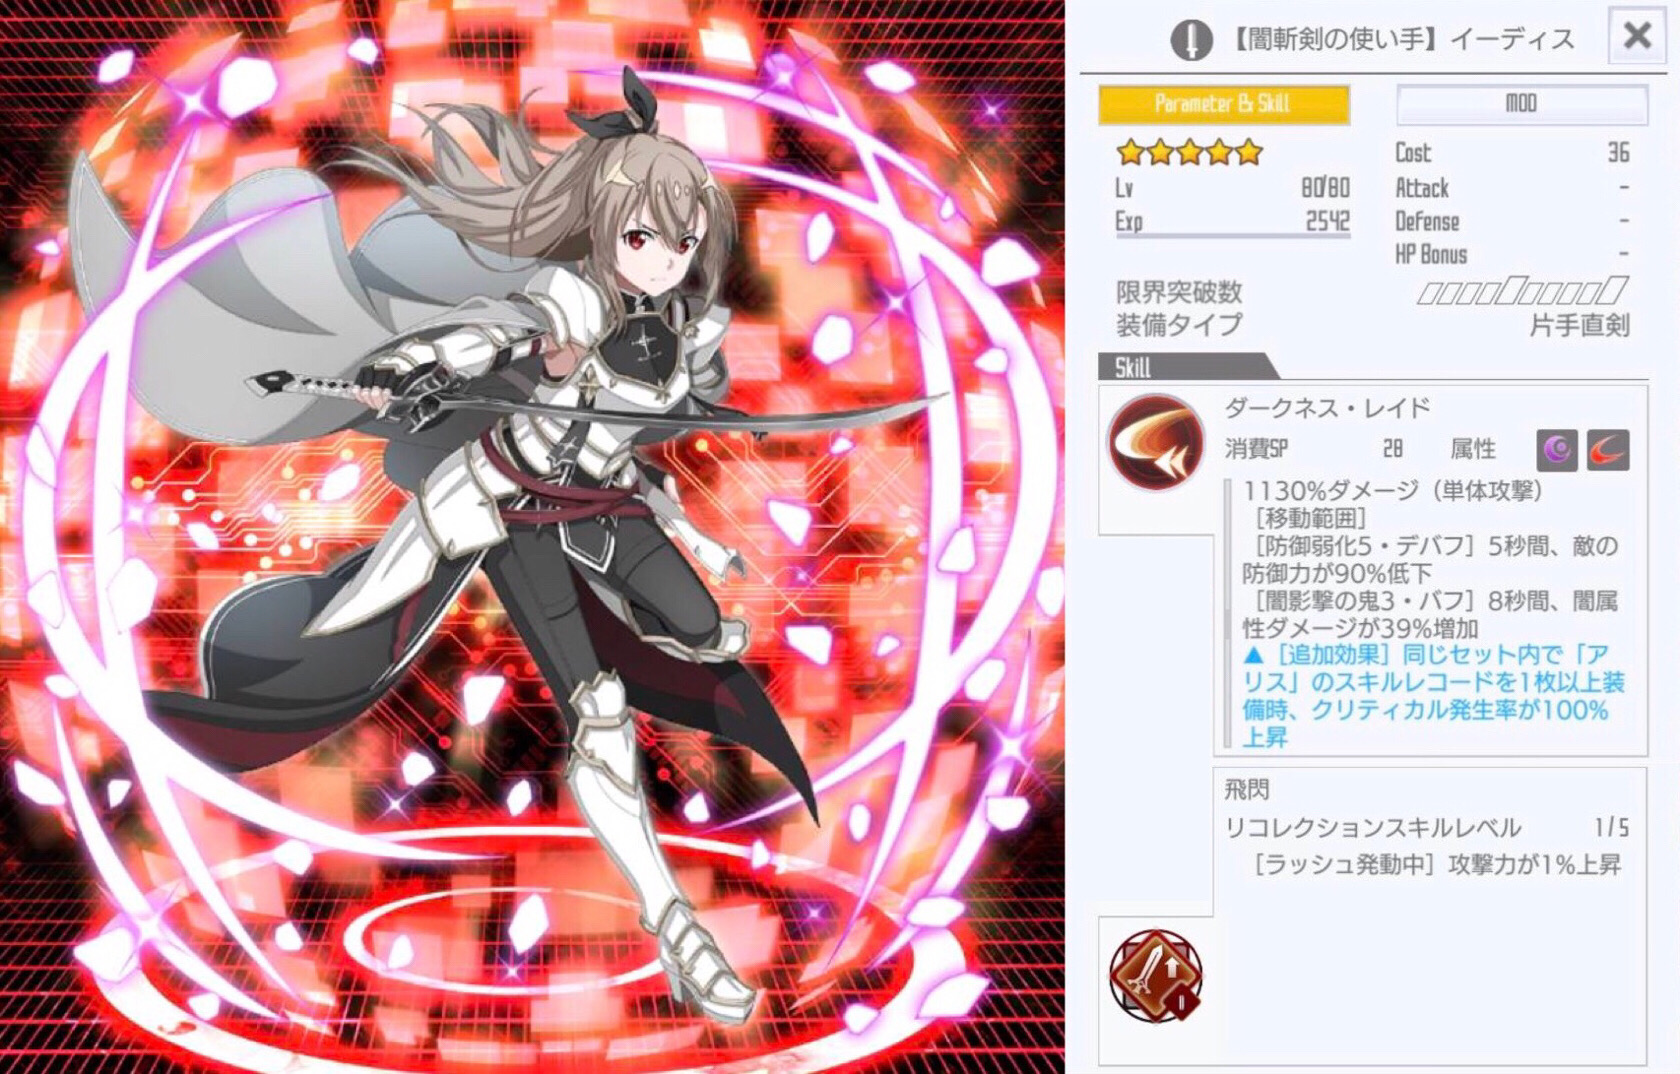 【闇斬剣の使い手】イーディス
Parameter & Skill
MOD
Lv 80/80
Exp 2542
Cost 36
Attack -
Defense -
HP Bonus -
限界突破数
装備タイプ 片手直剣
Skill
ダークネス・レイド
消費SP 28 属性
1130%ダメージ（単体攻撃）
［移動範囲］
［防御弱化5・デバフ］5秒間、敵の
防御力が90%低下
［闇影撃の鬼3・バフ］8秒間、闇属
性ダメージが39%増加
▲［追加効果］同じセット内で「ア
リス」のスキルレコードを1枚以上装
備時、クリティカル発生率が100%
上昇
飛閃
リコレクションスキルレベル 1/5
［ラッシュ発動中］攻撃力が1%上昇
I